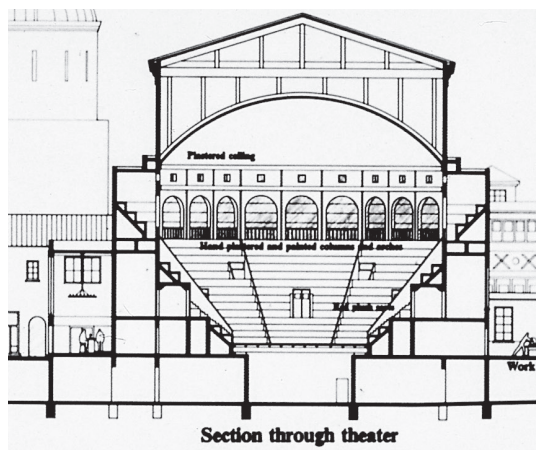 Plastered ceiling
Hand plastered and painted columns and arches
Red plush seats
Work
Section through theater